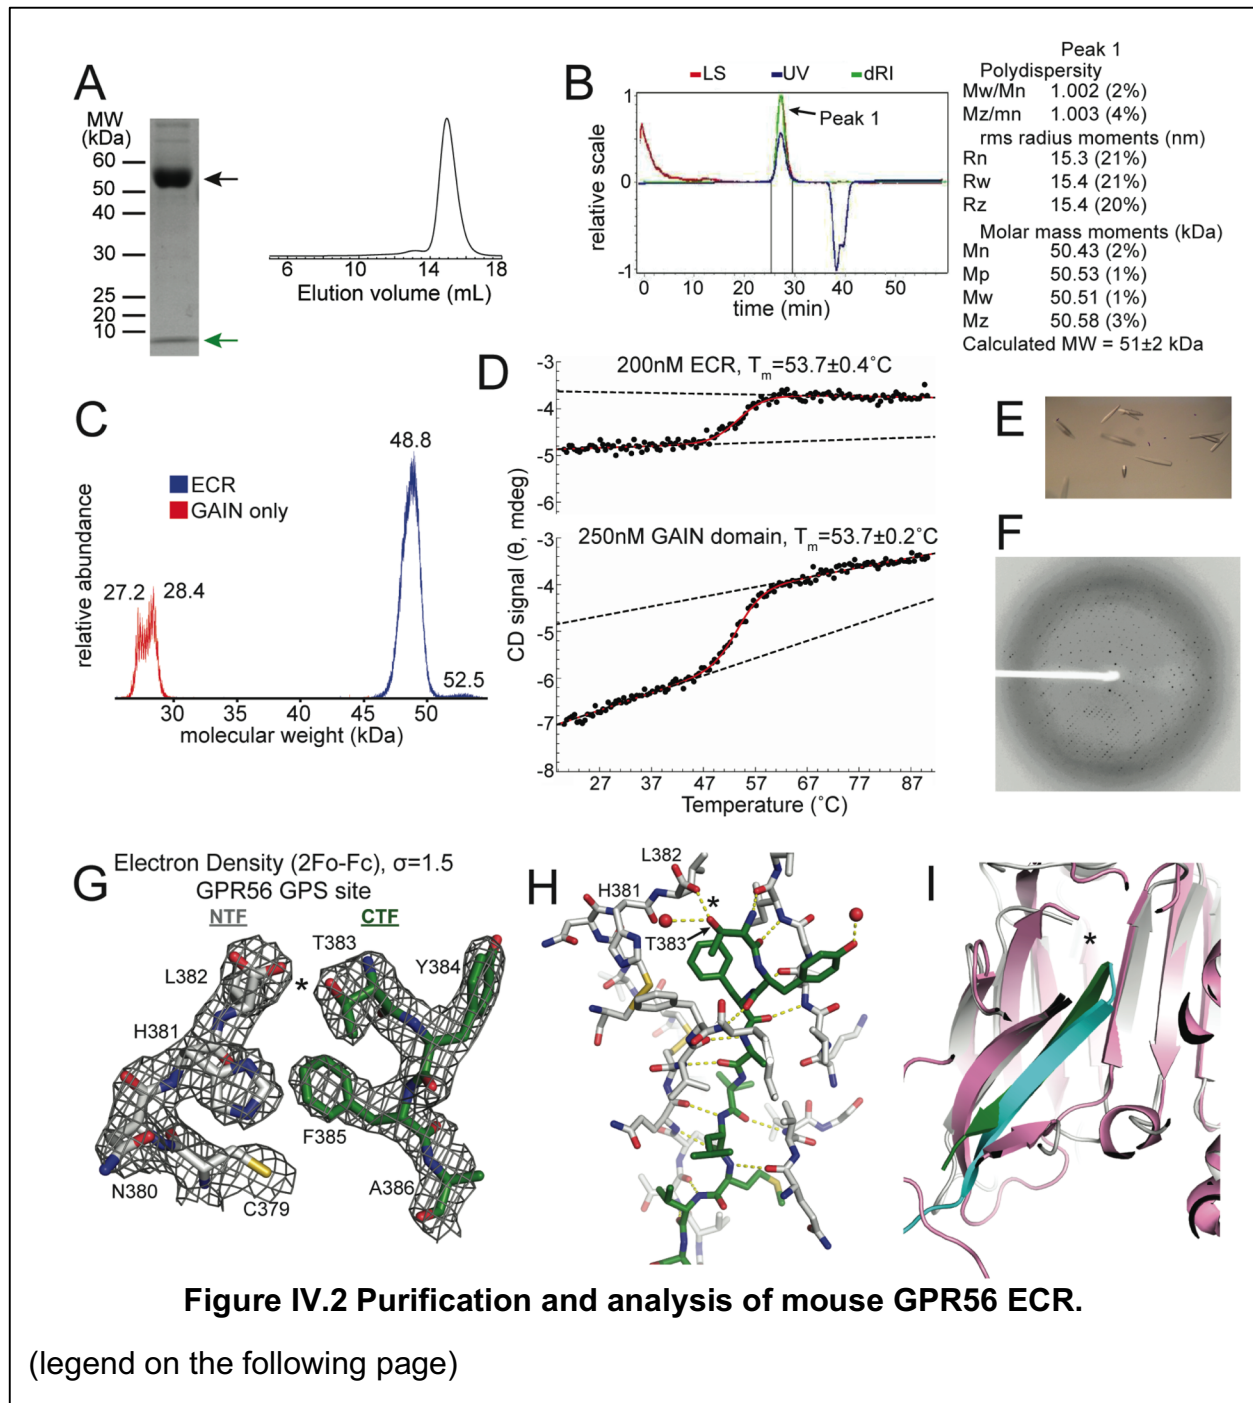 A
MW
(kDa)
60
50
40
30
25
20
10
6 10 14 18
Elution volume (mL)
B
LS UV dRI
Peak 1
relative scale
1
0
-1
0 10 20 30 40 50
time (min)
Peak 1
Polydispersity
Mw/Mn 1.002 (2%)
Mz/mn 1.003 (4%)
rms radius moments (nm)
Rn 15.3 (21%)
Rw 15.4 (21%)
Rz 15.4 (20%)
Molar mass moments (kDa)
Mn 50.43 (2%)
Mp 50.53 (1%)
Mw 50.51 (1%)
Mz 50.58 (3%)
Calculated MW = 51±2 kDa
C
ECR
GAIN only
48.8
27.2 28.4
52.5
relative abundance
30 35 40 45 50
molecular weight (kDa)
D
200nM ECR, Tm=53.7±0.4˚C
-3
-4
-5
-6
250nM GAIN domain, Tm=53.7±0.2˚C
-3
-4
-5
-6
-7
-8
CD signal (θ, mdeg)
27 37 47 57 67 77 87
Temperature (˚C)
E
F
G
Electron Density (2Fo-Fc), σ=1.5
GPR56 GPS site
NTF CTF
L382
*
T383
Y384
H381
F385
N380
C379
A386
H
L382
H381
*
T383
I
*
Figure IV.2 Purification and analysis of mouse GPR56 ECR.
(legend on the following page)